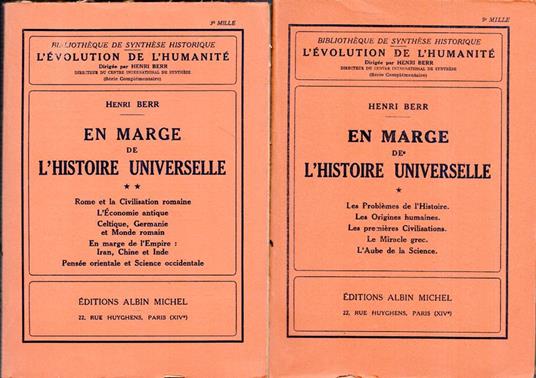 3e MILLE
BIBLIOTHÈQUE DE SYNTHÈSE HISTORIQUE
L'ÉVOLUTION DE L'HUMANITÉ
Dirigée par HENRI BERR
DIRECTEUR DU CENTRE INTERNATIONAL DE SYNTHÈSE
(Série Complémentaire)
HENRI BERR
EN MARGE
DE
L'HISTOIRE UNIVERSELLE
★ ★
Rome et la Civilisation romaine
L'Économie antique
Celtique, Germanie
et Monde romain
En marge de l'Empire :
Iran, Chine et Inde
Pensée orientale et Science occidentale
ÉDITIONS ALBIN MICHEL
22, RUE HUYGHENS, PARIS (XIVe)
9e MILLE
BIBLIOTHÈQUE DE SYNTHÈSE HISTORIQUE
L'ÉVOLUTION DE L'HUMANITÉ
Dirigée par HENRI BERR
DIRECTEUR DU CENTRE INTERNATIONAL DE SYNTHÈSE
(Série Complémentaire)
HENRI BERR
EN MARGE
DE
L'HISTOIRE UNIVERSELLE
★
Les Problèmes de l'Histoire.
Les Origines humaines.
Les premières Civilisations.
Le Miracle grec.
L'Aube de la Science.
ÉDITIONS ALBIN MICHEL
22, RUE HUYGHENS, PARIS (XIVe)